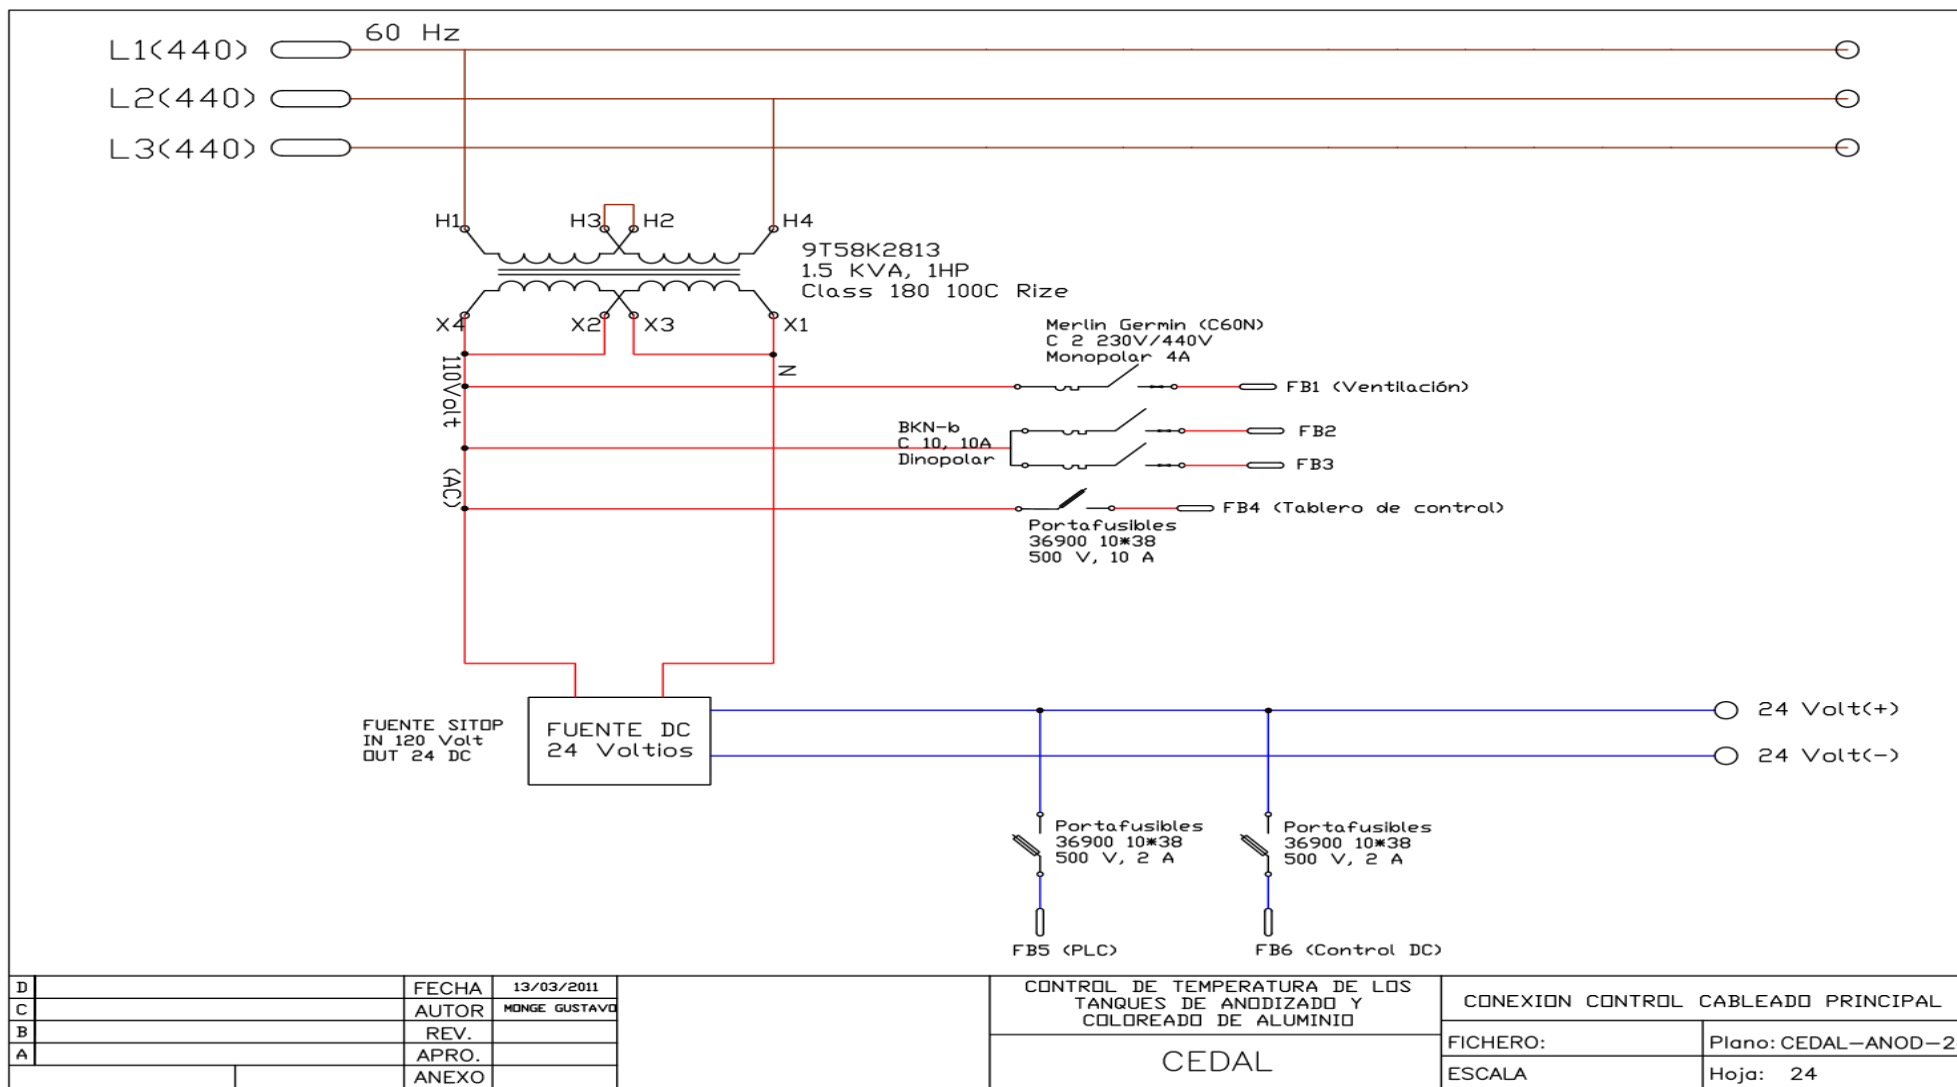 60 Hz
L1(440)
L2(440)
L3(440)
H1 H3 H2 H4
9T58K2813
1.5 KVA, 1HP
Class 180 100C Rize
X4 X2 X3 X1
110Volt
(AC)
N
Merlin Germin (C60N)
C 2 230V/440V
Monopolar 4A
FB1 (Ventilación)
BKN-b
C 10, 10A
Dinopolar
FB2
FB3
FB4 (Tablero de control)
Portafusibles
36900 10*38
500 V, 10 A
FUENTE SITOP
IN 120 Volt
OUT 24 DC
FUENTE DC
24 Voltios
24 Volt(+)
24 Volt(-)
Portafusibles
36900 10*38
500 V, 2 A
Portafusibles
36900 10*38
500 V, 2 A
FB5 (PLC)
FB6 (Control DC)
D
C
B
A
FECHA 13/03/2011
AUTOR MONGE GUSTAVO
REV.
APRO.
ANEXO
CONTROL DE TEMPERATURA DE LOS
TANQUES DE ANODIZADO Y
COLOREADO DE ALUMINIO
CEDAL
CONEXION CONTROL CABLEADO PRINCIPAL
FICHERO:
Plano: CEDAL-ANOD-2
ESCALA
Hoja: 24